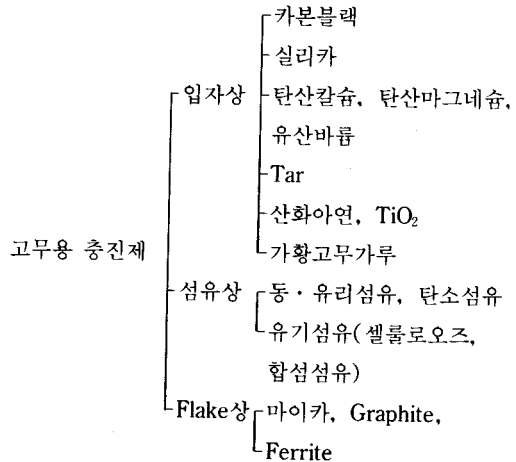 카본블랙
실리카
입자상
탄산칼슘, 탄산마그네슘,
유산바륨
Tar
산화아연, TiO₂
고무용 충진제
가황고무가루
섬유상
동·유리섬유, 탄소섬유
유기섬유(셀룰로오즈,
합섬섬유)
Flake상
마이카, Graphite,
Ferrite